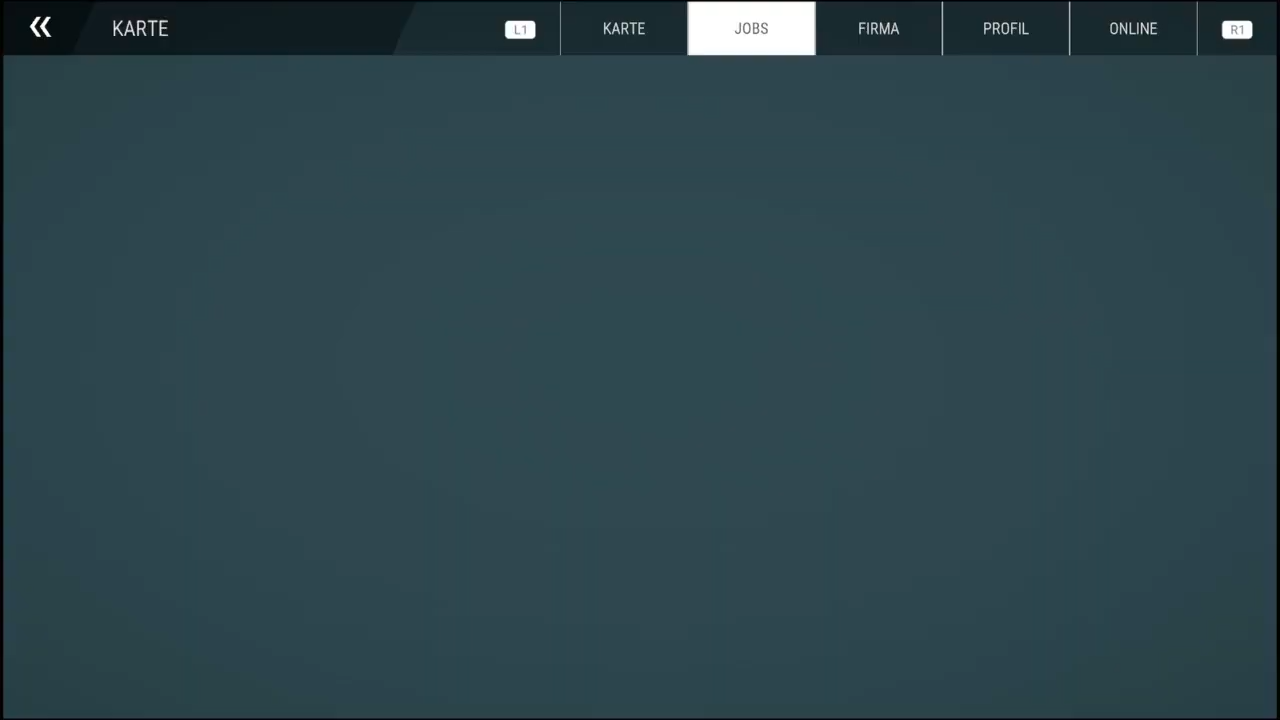 KARTE
L1
KARTE
JOBS
FIRMA
PROFIL
ONLINE
R1